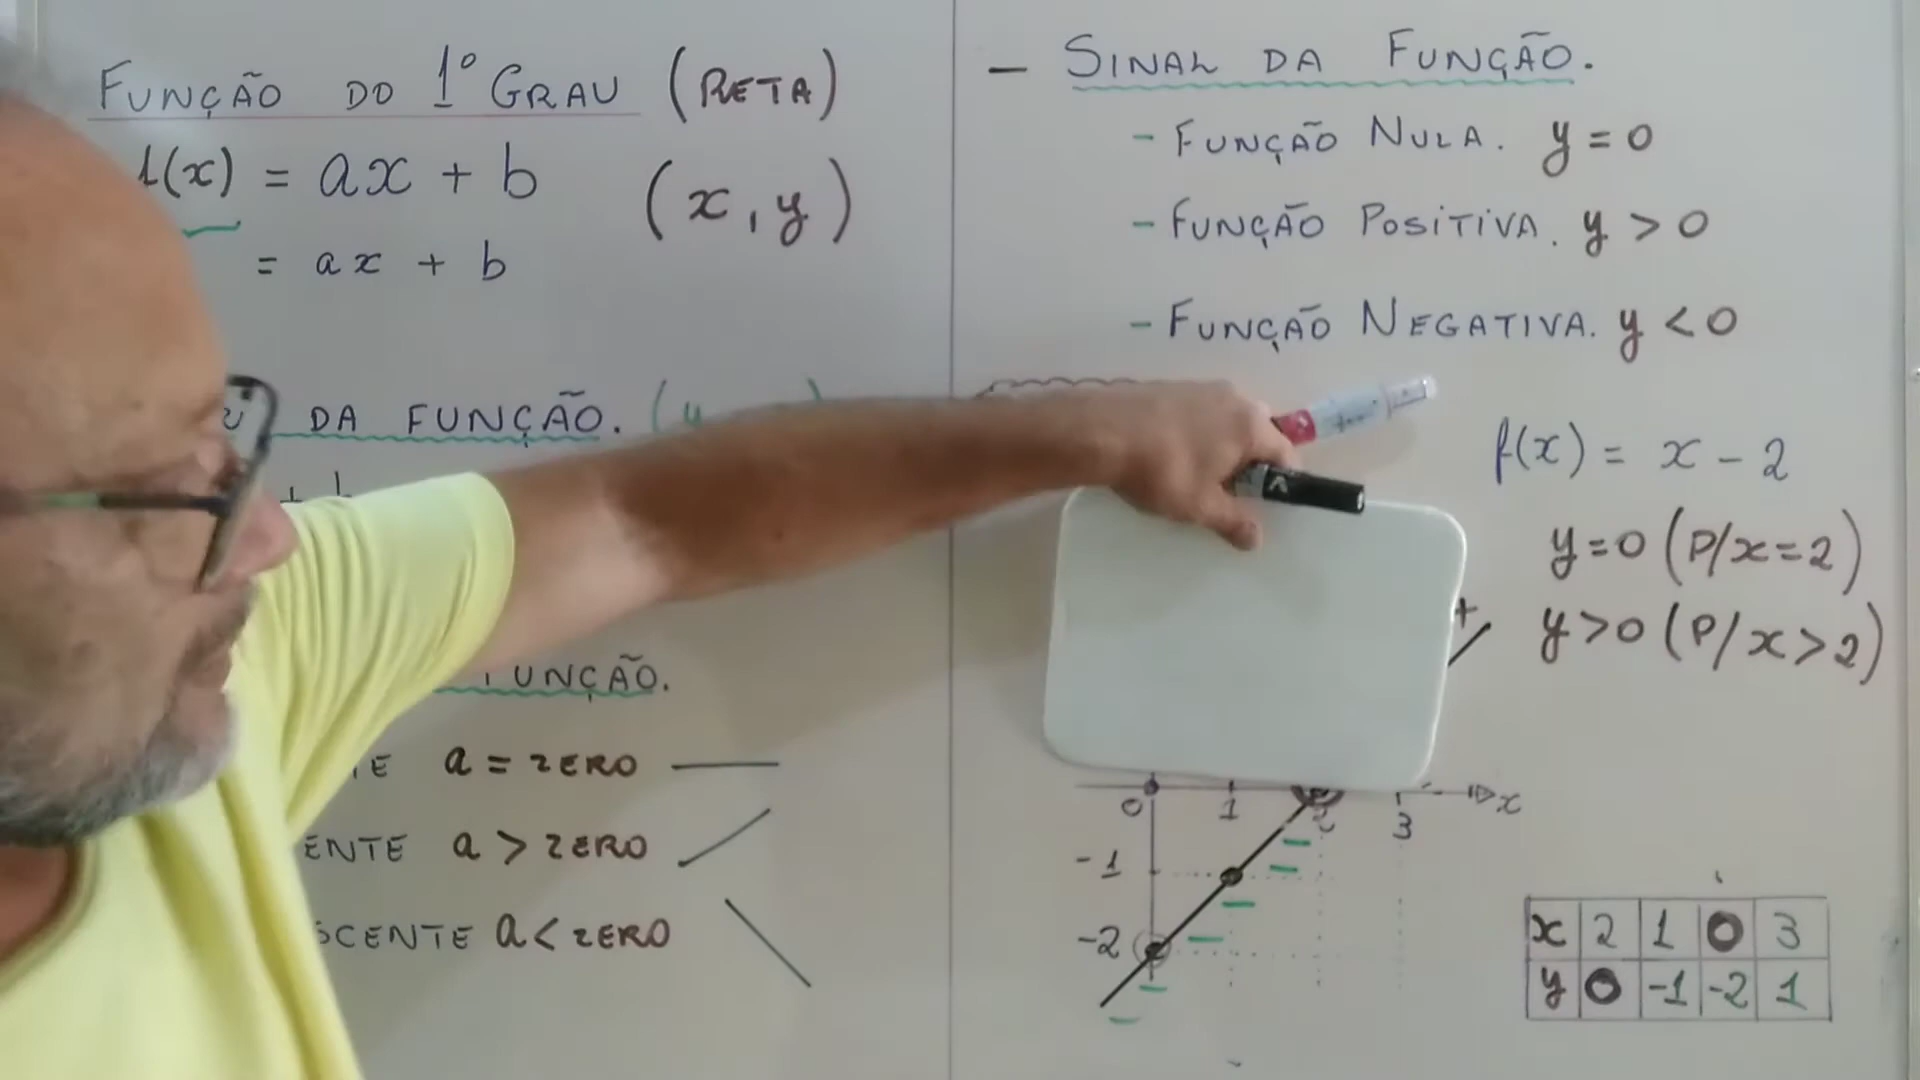 FUNÇÃO DO 1º GRAU (RETA)
f(x) = ax + b
(x, y)
= ax + b
DA FUNÇÃO. (y
+ b
FUNÇÃO.
TE a = ZERO
ENTE a > ZERO
SCENTE a < ZERO
- SINAL DA FUNÇÃO.
- FUNÇÃO NULA. y = 0
- FUNÇÃO POSITIVA. y > 0
- FUNÇÃO NEGATIVA. y < 0
f(x) = x - 2
y=0 (P/x=2)
y>0 (P/x>2)
+
0 1 2 3 x
-1
-2
x 2 1 0 3
y 0 -1 -2 1